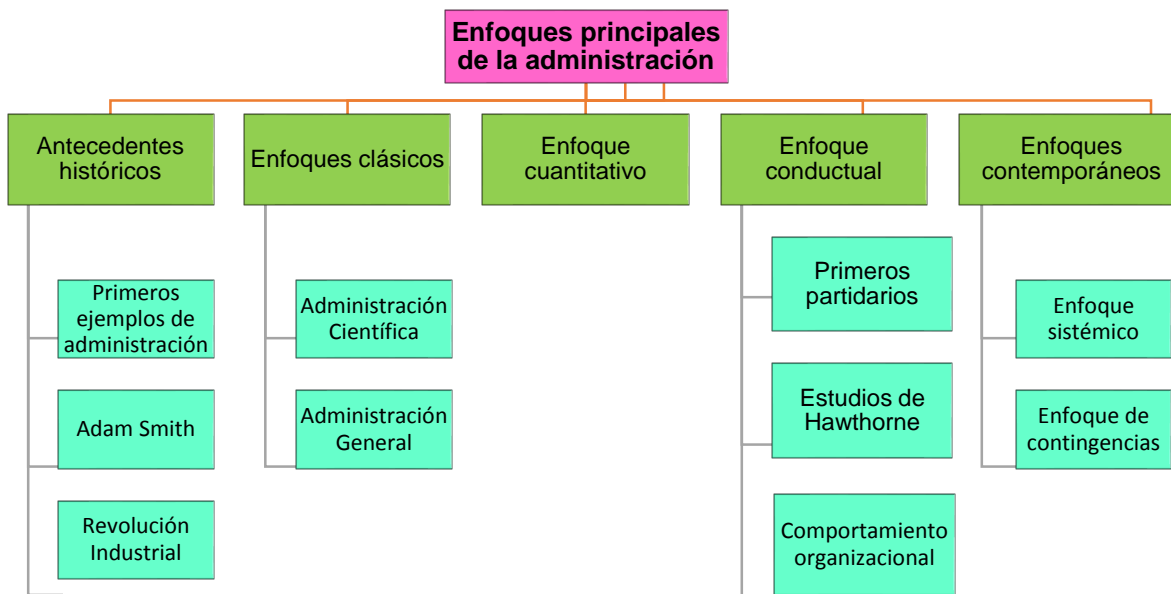 Enfoques principales
de la administración
Antecedentes
históricos
Enfoques clásicos
Enfoque
cuantitativo
Enfoque
conductual
Enfoques
contemporáneos
Primeros
ejemplos de
administración
Adam Smith
Revolución
Industrial
Administración
Científica
Administración
General
Primeros
partidarios
Estudios de
Hawthorne
Comportamiento
organizacional
Enfoque
sistémico
Enfoque de
contingencias